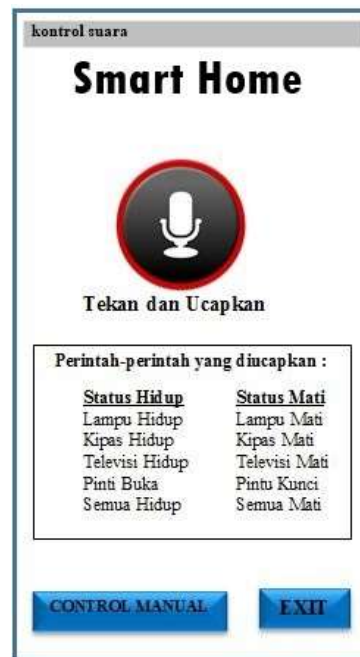 kontrol suara
Smart Home
Tekan dan Ucapkan
Perintah-perintah yang diucapkan :
Status Hidup Status Mati
Lampu Hidup Lampu Mati
Kipas Hidup Kipas Mati
Televisi Hidup Televisi Mati
Pinti Buka Pintu Kunci
Semua Hidup Semua Mati
CONTROL MANUAL EXIT